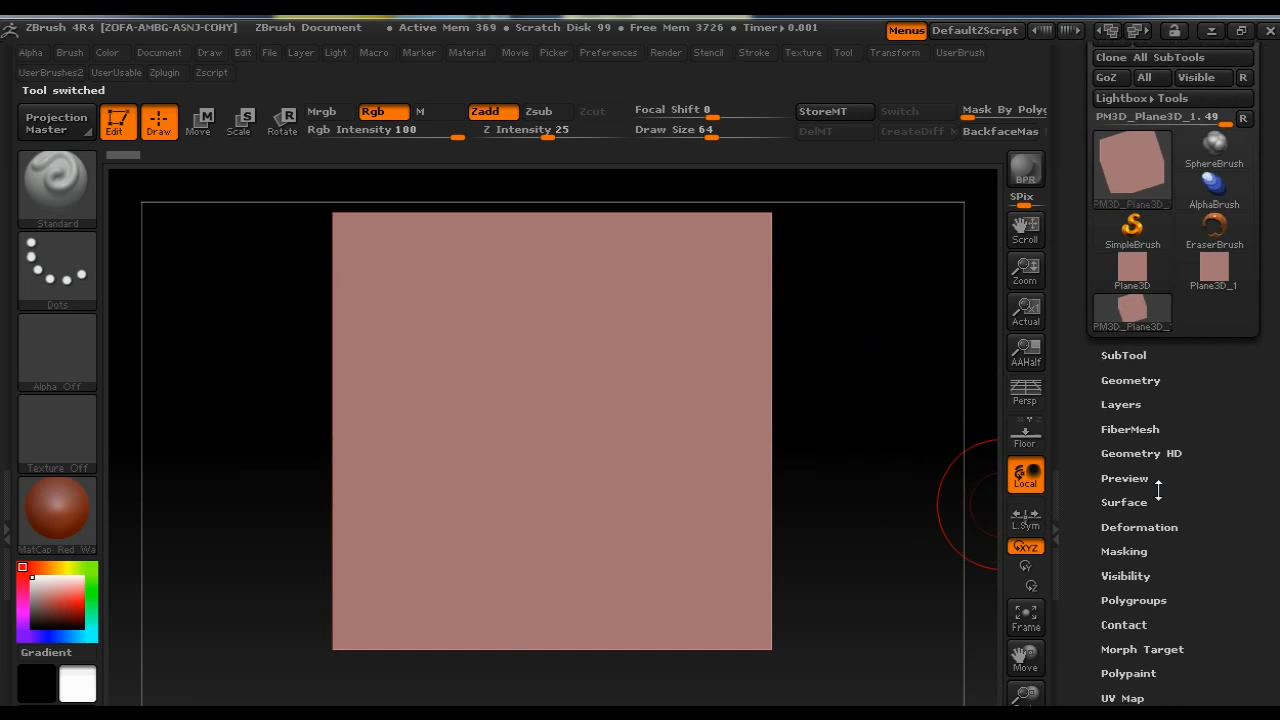 ZBrush 4R4 [ZOFA-AMBG-ASNJ-COHY] ZBrush Document • Active Mem 369 • Scratch Disk 99 • Free Mem 3726 • Timer▸0.001 Menus DefaultZScript
Alpha Brush Color Document Draw Edit File Layer Light Macro Marker Material Movie Picker Preferences Render Stencil Stroke Texture Tool Transform UserBrush
UserBrushes2 UserUsable Zplugin Zscript
Tool switched
Projection Master
Edit Draw Move Scale Rotate
Mrgb Rgb M Zadd Zsub Zcut
Rgb Intensity 100 Z Intensity 25
Focal Shift 0
Draw Size 64
StoreMT Switch Mask By Polyg
DelMT CreateDiff M BackfaceMas
Standard
Dots
Alpha Off
Texture Off
MatCap Red Wa
Gradient
BPR
SPix
Scroll
Zoom
Actual
AAHalf
Persp
Floor
Local
L.Sym
XYZ
Y
Z
Frame
Move
Clone All SubTools
GoZ All Visible R
Lightbox▸Tools
PM3D_Plane3D_1. 49 R
PM3D_Plane3D_ SphereBrush
AlphaBrush
SimpleBrush EraserBrush
Plane3D Plane3D_1
PM3D_Plane3D_
SubTool
Geometry
Layers
FiberMesh
Geometry HD
Preview
Surface
Deformation
Masking
Visibility
Polygroups
Contact
Morph Target
Polypaint
UV Map